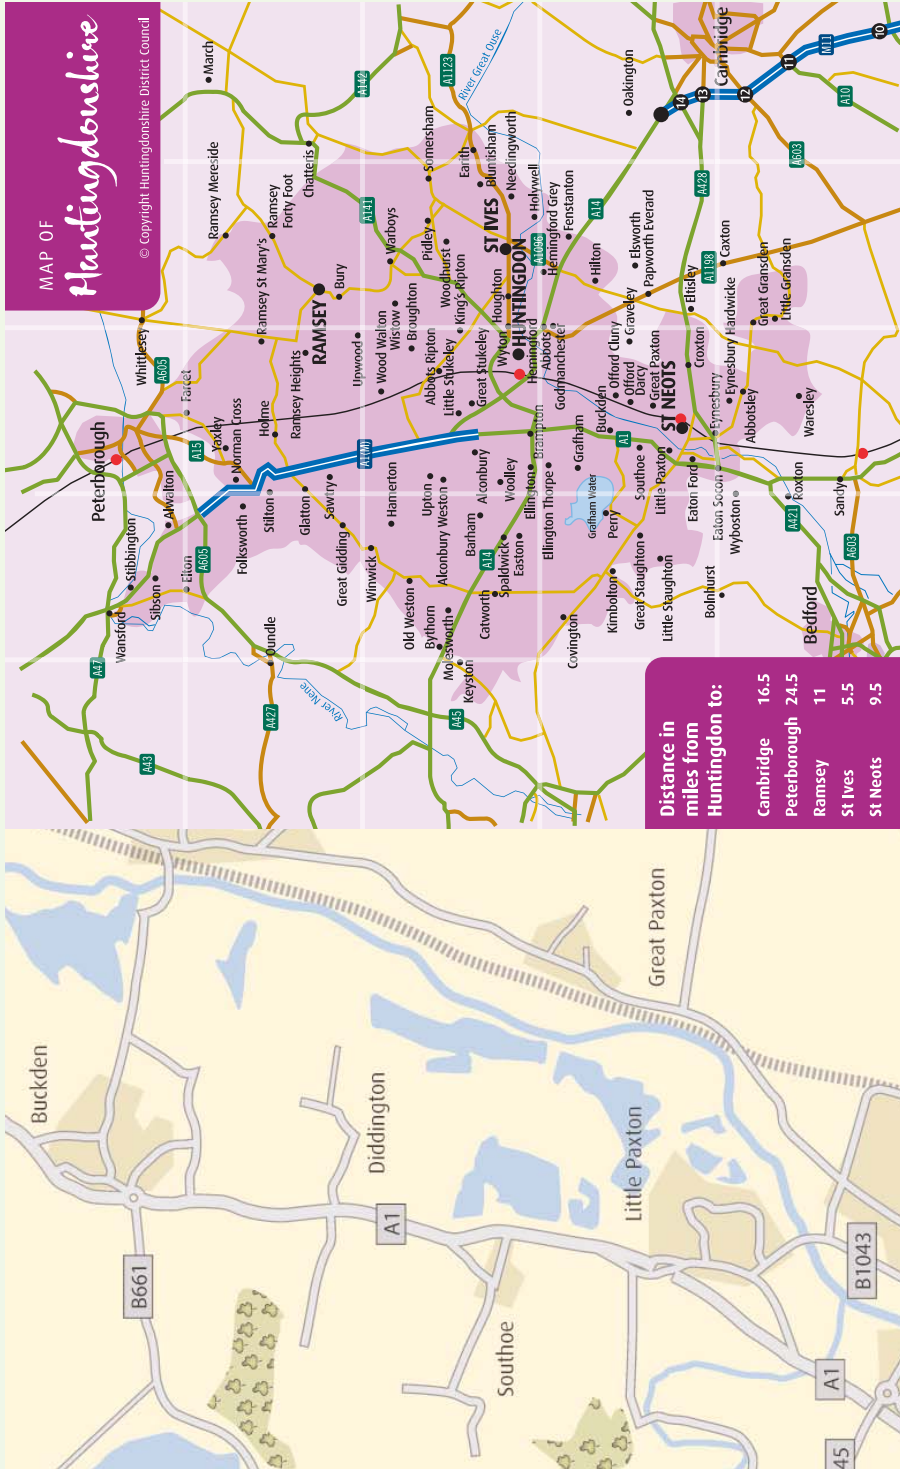 MAP OF
Huntingdonshire
© Copyright Huntingdonshire District Council
March
A142
A1123
River Great Ouse
Oakington
Cambridge
M11
10
11
12
13
14
A10
A603
Ramsey Mereside
Ramsey
Forty Foot
Chatteris
Somersham
Earith
Bluntisham
Needingworth
A428
A141
Warboys
Pidley
ST IVES
Holywell
Hemingford Grey
Fenstanton
A14
A1096
Hilton
Elsworth
Papworth Everard
A1198
Caxton
Whittlesey
Ramsey St Mary's
Bury
RAMSEY
Woodhurst
King's Ripton
Houghton
HUNTINGDON
Wyton
Hemingford
Abbots
Godmanchester
Graveley
Eltisley
Great Gransden
Little Gransden
A605
Farcet
Ramsey Heights
Upwood
Wood Walton
Wistow
Broughton
Abbots Ripton
Little Stukeley
Great Stukeley
Offord Cluny
Offord
Darcy
Great Paxton
ST NEOTS
Croxton
Eynesbury Hardwicke
Eynesbury
Abbotsley
Waresley
Peterborough
A15
Yaxley
Norman Cross
Holme
A1(M)
Brampton
Buckden
Grafham
A1
Alwalton
Folksworth
Stilton
Glatton
Sawtry
Hamerton
Upton
Alconbury Weston
Alconbury
Woolley
Barham
Ellington
Ellington Thorpe
Grafham Water
Perry
Southoe
Little Paxton
Eaton Ford
Eaton Socon
Wyboston
Roxton
A421
Sandy
A603
Stibbington
Sibson
Elton
A605
Wansford
Great Gidding
Winwick
Old Weston
Bythorn
Molesworth
Keyston
Catworth
Spaldwick
Easton
A14
Covington
Kimbolton
Great Staughton
Little Staughton
Bolnhurst
Bedford
A47
Oundle
A427
River Nene
A45
A43
Distance in
miles from
Huntingdon to:
Cambridge 16.5
Peterborough 24.5
Ramsey 11
St Ives 5.5
St Neots 9.5
Buckden
Great Paxton
Diddington
Little Paxton
A1
B661
B1043
Southoe
A1
45